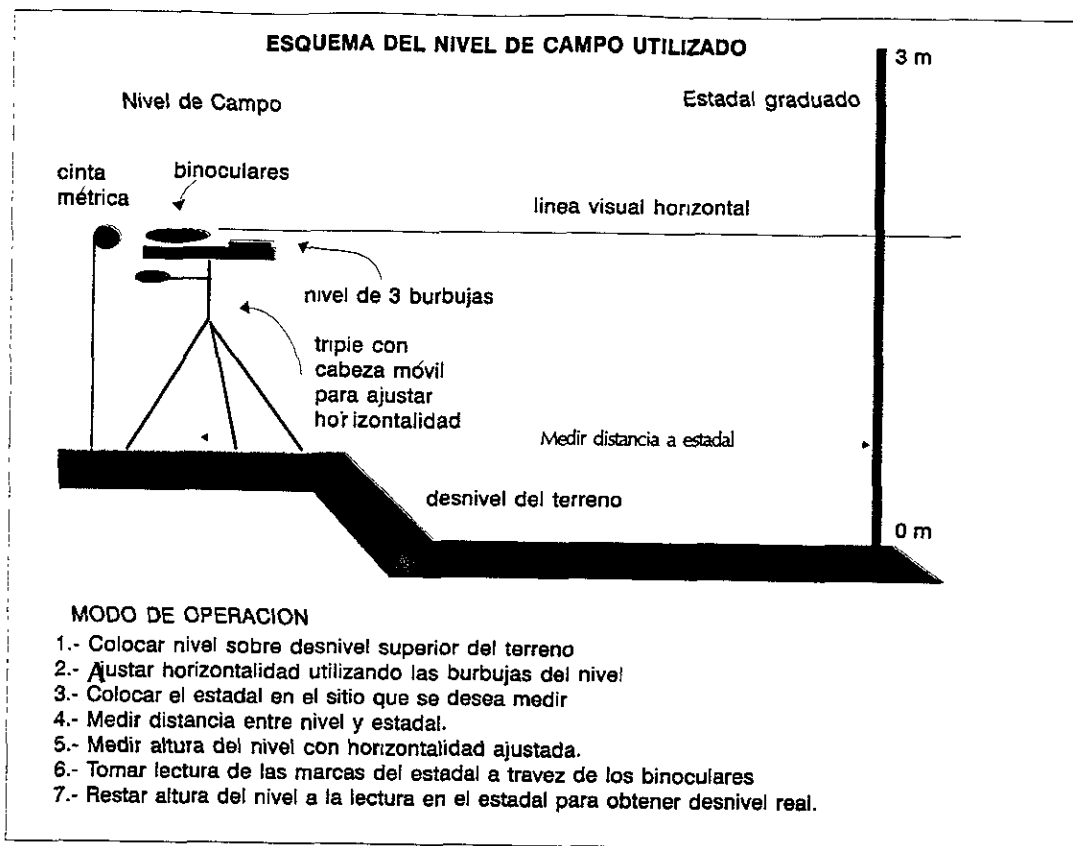 ESQUEMA DEL NIVEL DE CAMPO UTILIZADO
3 m
Nivel de Campo
Estadal graduado
cinta
métrica
binoculares
linea visual horizontal
nivel de 3 burbujas
tripie con
cabeza móvil
para ajustar
horizontalidad
Medir distancia a estadal
desnivel del terreno
0 m
MODO DE OPERACION
1.- Colocar nivel sobre desnivel superior del terreno
2.- Ajustar horizontalidad utilizando las burbujas del nivel
3.- Colocar el estadal en el sitio que se desea medir
4.- Medir distancia entre nivel y estadal.
5.- Medir altura del nivel con horizontalidad ajustada.
6.- Tomar lectura de las marcas del estadal a travez de los binoculares
7.- Restar altura del nivel a la lectura en el estadal para obtener desnivel real.